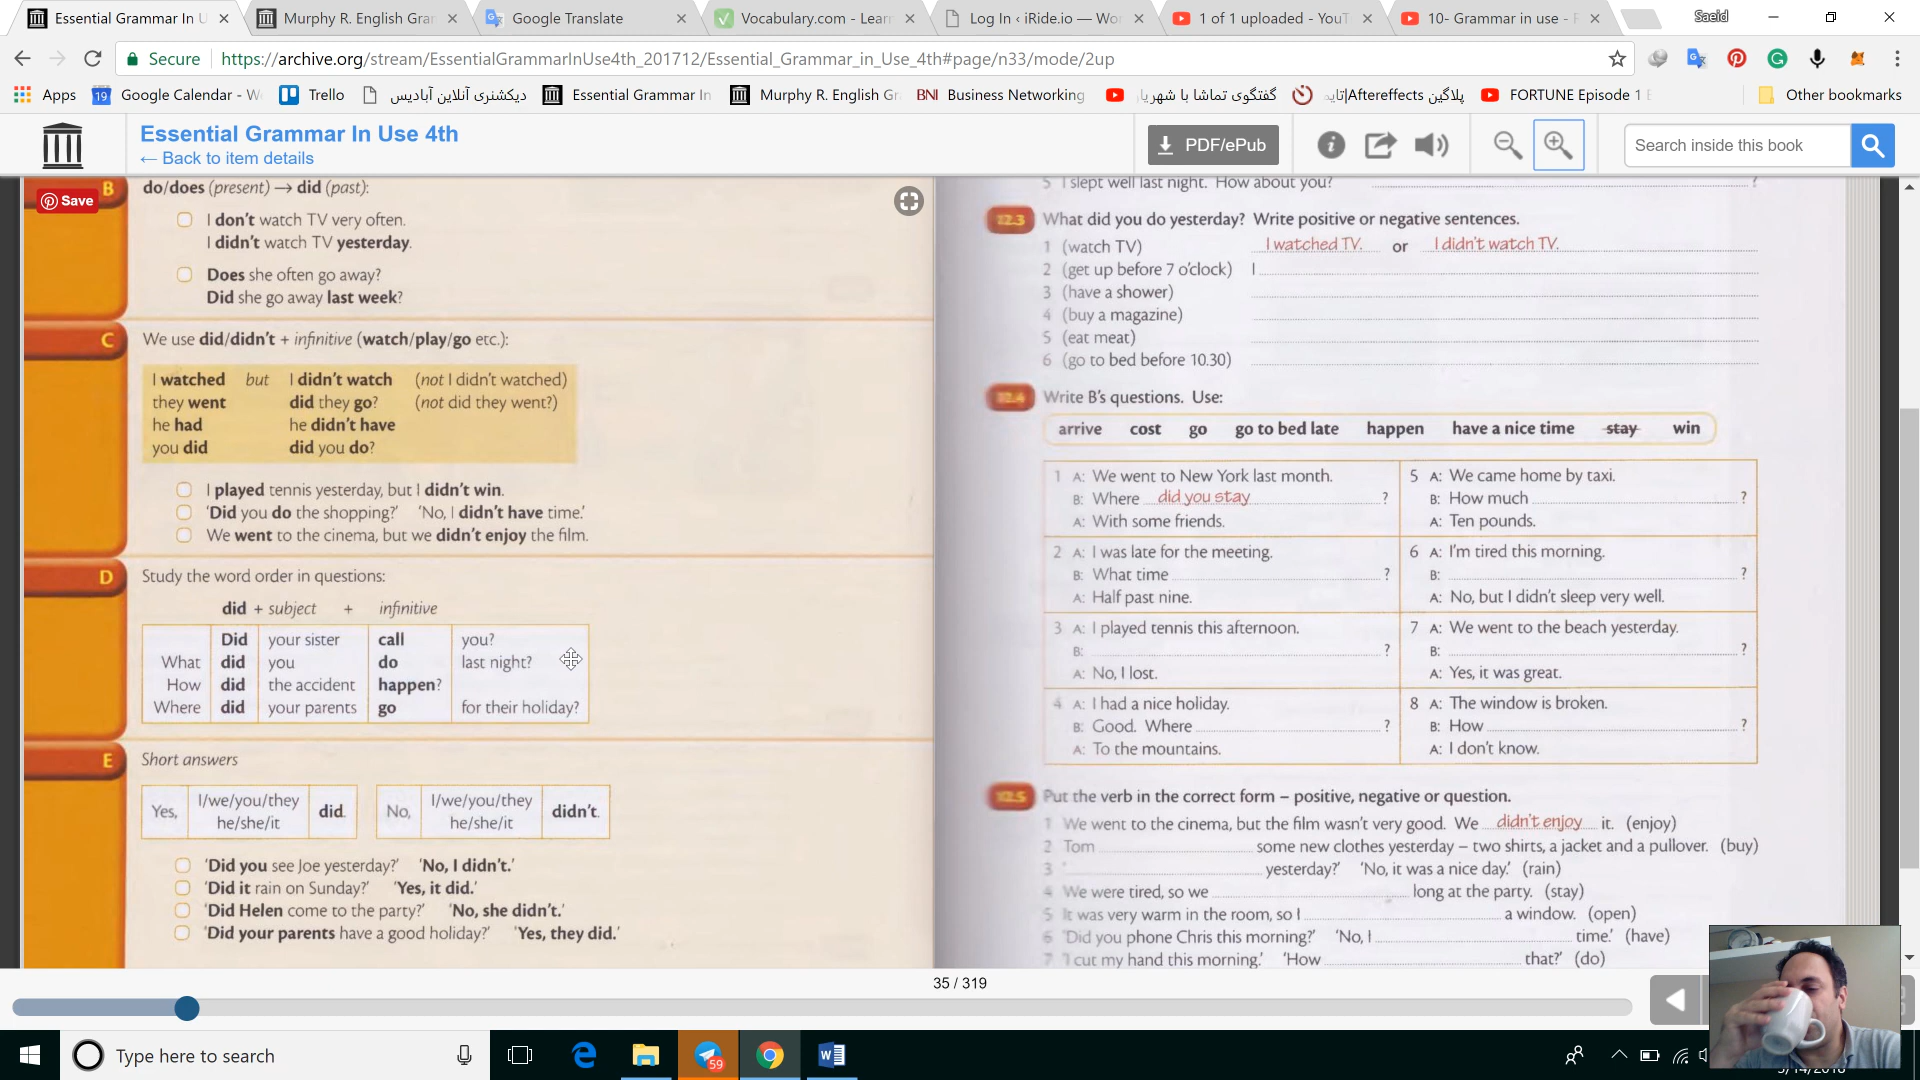 Essential Grammar In U
Murphy R. English Gra
Google Translate
Vocabulary.com - Lear
Log In ‹ iRide.io — Wo
1 of 1 uploaded - YouT
10- Grammar in use -
Saeid
Secure https://archive.org/stream/EssentialGrammarInUse4th_201712/Essential_Grammar_in_Use_4th#page/n33/mode/2up
Apps
19 Google Calendar - W
Trello
دیکشنری آنلاین آبادیس
Essential Grammar In
Murphy R. English Gr
BNI Business Networking
گفتگوی تماشا با شهریار
پلاگین Aftereffects|تایم
FORTUNE Episode 1
Other bookmarks
Essential Grammar In Use 4th
← Back to item details
PDF/ePub
Search inside this book
Save
B
do/does (present) → did (past):
I don't watch TV very often.
I didn't watch TV yesterday.
Does she often go away?
Did she go away last week?
C
We use did/didn't + infinitive (watch/play/go etc.):
I watched but I didn't watch (not I didn't watched)
they went did they go? (not did they went?)
he had he didn't have
you did did you do?
I played tennis yesterday, but I didn't win.
'Did you do the shopping?' 'No, I didn't have time.'
We went to the cinema, but we didn't enjoy the film.
D
Study the word order in questions:
did + subject + infinitive
Did your sister call you?
What did you do last night?
How did the accident happen?
Where did your parents go for their holiday?
E
Short answers
Yes, I/we/you/they he/she/it did.
No, I/we/you/they he/she/it didn't.
'Did you see Joe yesterday?' 'No, I didn't.'
'Did it rain on Sunday?' 'Yes, it did.'
'Did Helen come to the party?' 'No, she didn't.'
'Did your parents have a good holiday?' 'Yes, they did.'
5 I slept well last night. How about you? ?
12.3 What did you do yesterday? Write positive or negative sentences.
1 (watch TV) I watched TV. or I didn't watch TV.
2 (get up before 7 o'clock) I
3 (have a shower)
4 (buy a magazine)
5 (eat meat)
6 (go to bed before 10.30)
12.4 Write B's questions. Use:
arrive cost go go to bed late happen have a nice time stay win
1 A: We went to New York last month.
B: Where did you stay ?
A: With some friends.
2 A: I was late for the meeting.
B: What time ?
A: Half past nine.
3 A: I played tennis this afternoon.
B: ?
A: No, I lost.
4 A: I had a nice holiday.
B: Good. Where ?
A: To the mountains.
5 A: We came home by taxi.
B: How much ?
A: Ten pounds.
6 A: I'm tired this morning.
B: ?
A: No, but I didn't sleep very well.
7 A: We went to the beach yesterday.
B: ?
A: Yes, it was great.
8 A: The window is broken.
B: How ?
A: I don't know.
12.5 Put the verb in the correct form – positive, negative or question.
1 We went to the cinema, but the film wasn't very good. We didn't enjoy it. (enjoy)
2 Tom some new clothes yesterday – two shirts, a jacket and a pullover. (buy)
3 ' yesterday?' 'No, it was a nice day.' (rain)
4 We were tired, so we long at the party. (stay)
5 It was very warm in the room, so I a window. (open)
6 'Did you phone Chris this morning?' 'No, I time.' (have)
7 'I cut my hand this morning.' 'How that?' (do)
35 / 319
Type here to search
59